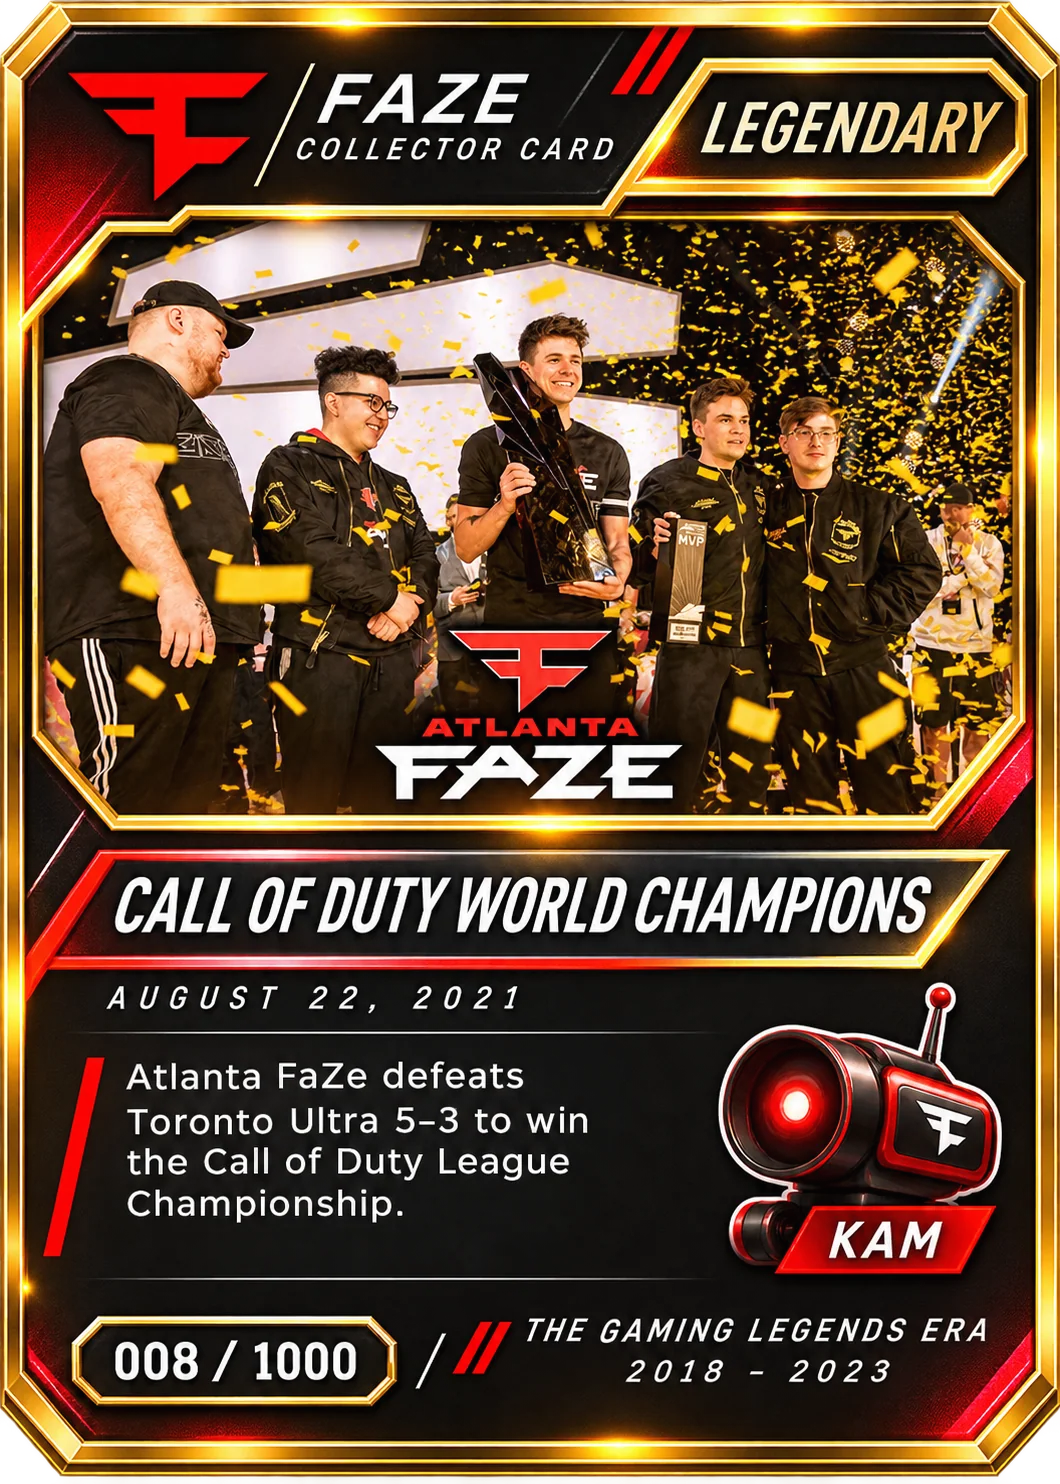 FAZE
COLLECTOR CARD
LEGENDARY
MVP
ATLANTA
FAZE
CALL OF DUTY WORLD CHAMPIONS
AUGUST 22, 2021
Atlanta FaZe defeats
Toronto Ultra 5–3 to win
the Call of Duty League
Championship.
KAM
008 / 1000
THE GAMING LEGENDS ERA
2018 – 2023